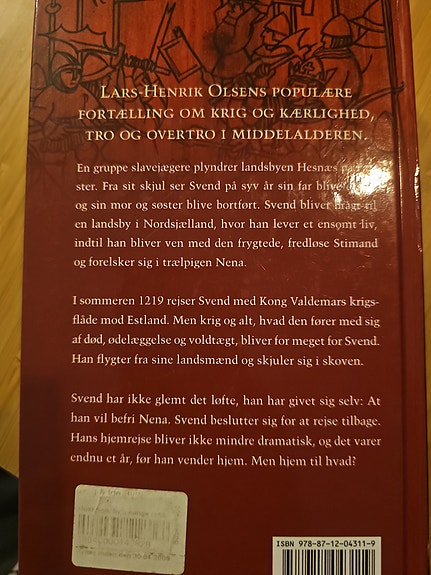 LARS-HENRIK OLSENS POPULÆRE
FORTÆLLING OM KRIG OG KÆRLIGHED,
TRO OG OVERTRO I MIDDELALDEREN.
En gruppe slavejægere plyndrer landsbyen Hesnæs på
ster. Fra sit skjul ser Svend på syv år sin far blive
og sin mor og søster blive bortført. Svend bliver bragt til
en landsby i Nordsjælland, hvor han lever et ensomt liv,
indtil han bliver ven med den frygtede, fredløse Stimand
og forelsker sig i trælpigen Nena.
I sommeren 1219 rejser Svend med Kong Valdemars krigs-
flåde mod Estland. Men krig og alt, hvad den fører med sig
af død, ødelæggelse og voldtægt, bliver for meget for Svend.
Han flygter fra sine landsmænd og skjuler sig i skoven.
Svend har ikke glemt det løfte, han har givet sig selv: At
han vil befri Nena. Svend beslutter sig for at rejse tilbage.
Hans hjemrejse bliver ikke mindre dramatisk, og det varer
endnu et år, før han vender hjem. Men hjem til hvad?
ISBN 978-87-12-04311-9